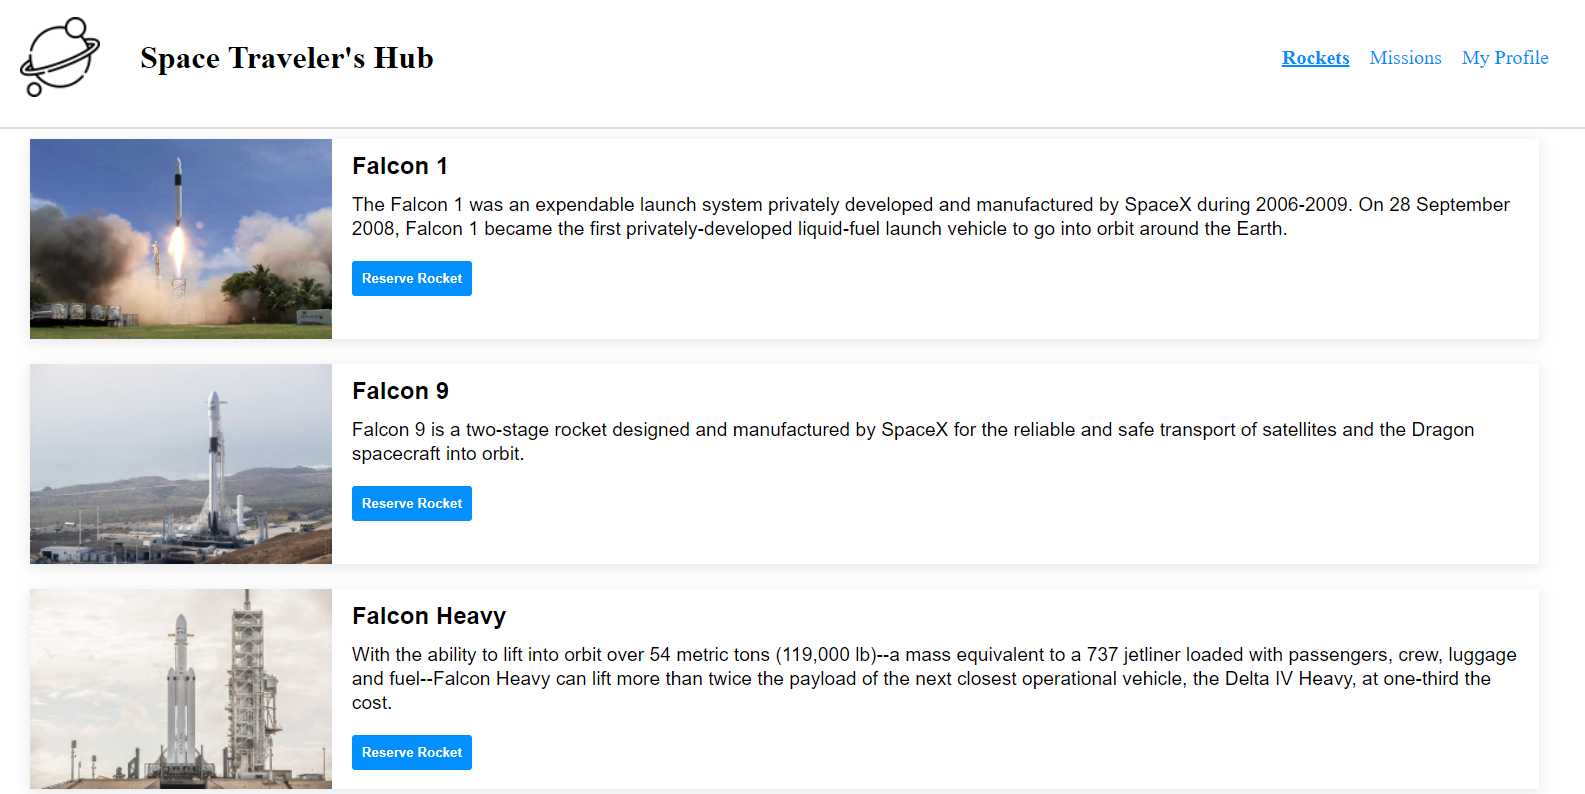 Space Traveler's Hub
Rockets Missions My Profile
Falcon 1
The Falcon 1 was an expendable launch system privately developed and manufactured by SpaceX during 2006-2009. On 28 September
2008, Falcon 1 became the first privately-developed liquid-fuel launch vehicle to go into orbit around the Earth.
Reserve Rocket
Falcon 9
Falcon 9 is a two-stage rocket designed and manufactured by SpaceX for the reliable and safe transport of satellites and the Dragon
spacecraft into orbit.
Reserve Rocket
Falcon Heavy
With the ability to lift into orbit over 54 metric tons (119,000 lb)--a mass equivalent to a 737 jetliner loaded with passengers, crew, luggage
and fuel--Falcon Heavy can lift more than twice the payload of the next closest operational vehicle, the Delta IV Heavy, at one-third the
cost.
Reserve Rocket